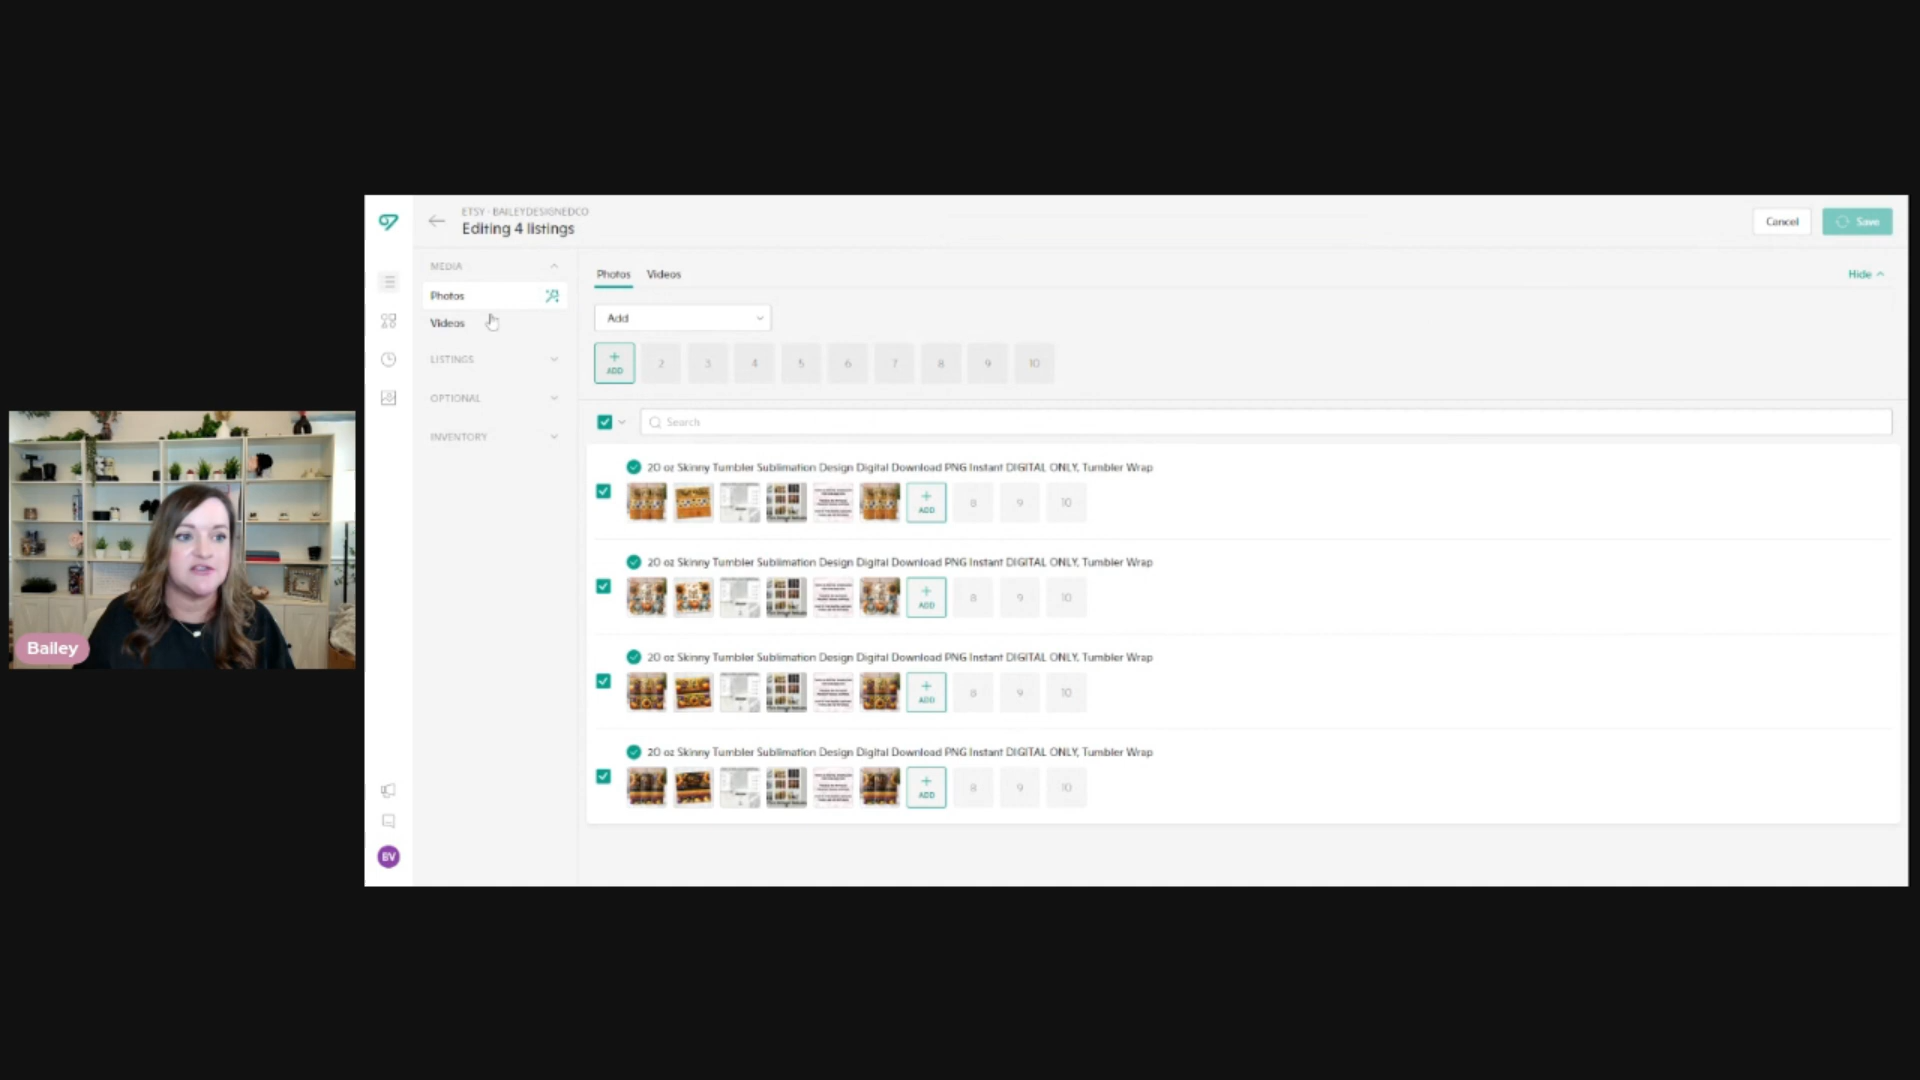 ETSY - BAILEYDESIGNEDCO
Editing 4 listings
Cancel
Save
MEDIA
Photos
Videos
LISTINGS
OPTIONAL
INVENTORY
Photos Videos
Hide
Add
ADD 2 3 4 5 6 7 8 9 10
Search
20 oz Skinny Tumbler Sublimation Design Digital Download PNG Instant DIGITAL ONLY, Tumbler Wrap
ADD 8 9 10
20 oz Skinny Tumbler Sublimation Design Digital Download PNG Instant DIGITAL ONLY, Tumbler Wrap
ADD 8 9 10
20 oz Skinny Tumbler Sublimation Design Digital Download PNG Instant DIGITAL ONLY, Tumbler Wrap
ADD 8 9 10
20 oz Skinny Tumbler Sublimation Design Digital Download PNG Instant DIGITAL ONLY, Tumbler Wrap
ADD 8 9 10
BV
Bailey